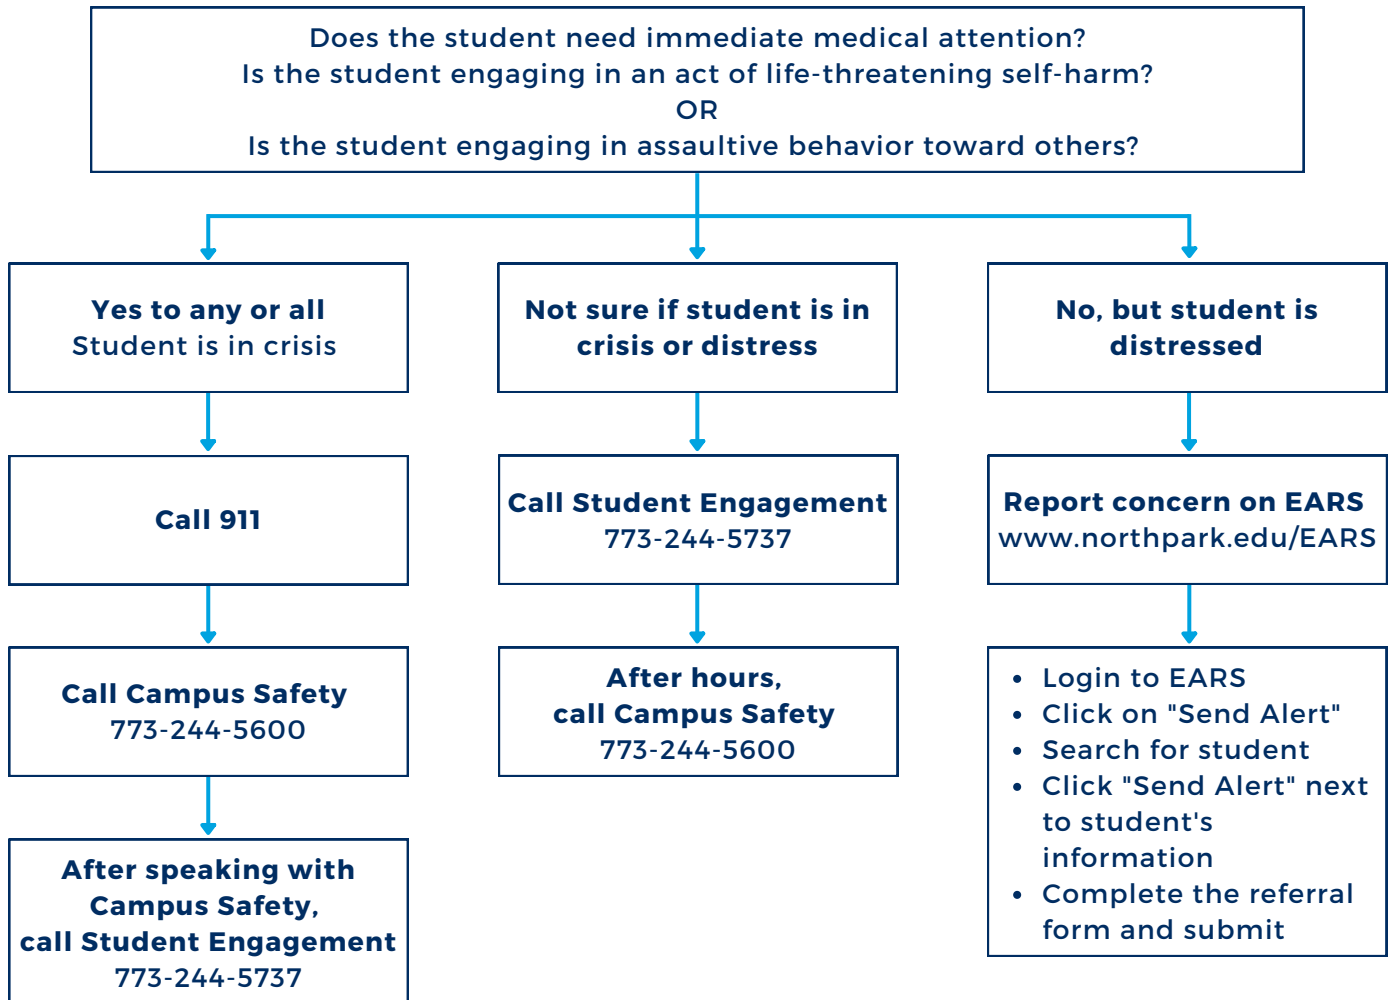 Does the student need immediate medical attention?
Is the student engaging in an act of life-threatening self-harm?
OR
Is the student engaging in assaultive behavior toward others?
Yes to any or all
Student is in crisis
Call 911
Call Campus Safety
773-244-5600
After speaking with
Campus Safety,
call Student Engagement
773-244-5737
Not sure if student is in
crisis or distress
Call Student Engagement
773-244-5737
After hours,
call Campus Safety
773-244-5600
No, but student is
distressed
Report concern on EARS
www.northpark.edu/EARS
• Login to EARS
• Click on "Send Alert"
• Search for student
• Click "Send Alert" next
to student's
information
• Complete the referral
form and submit